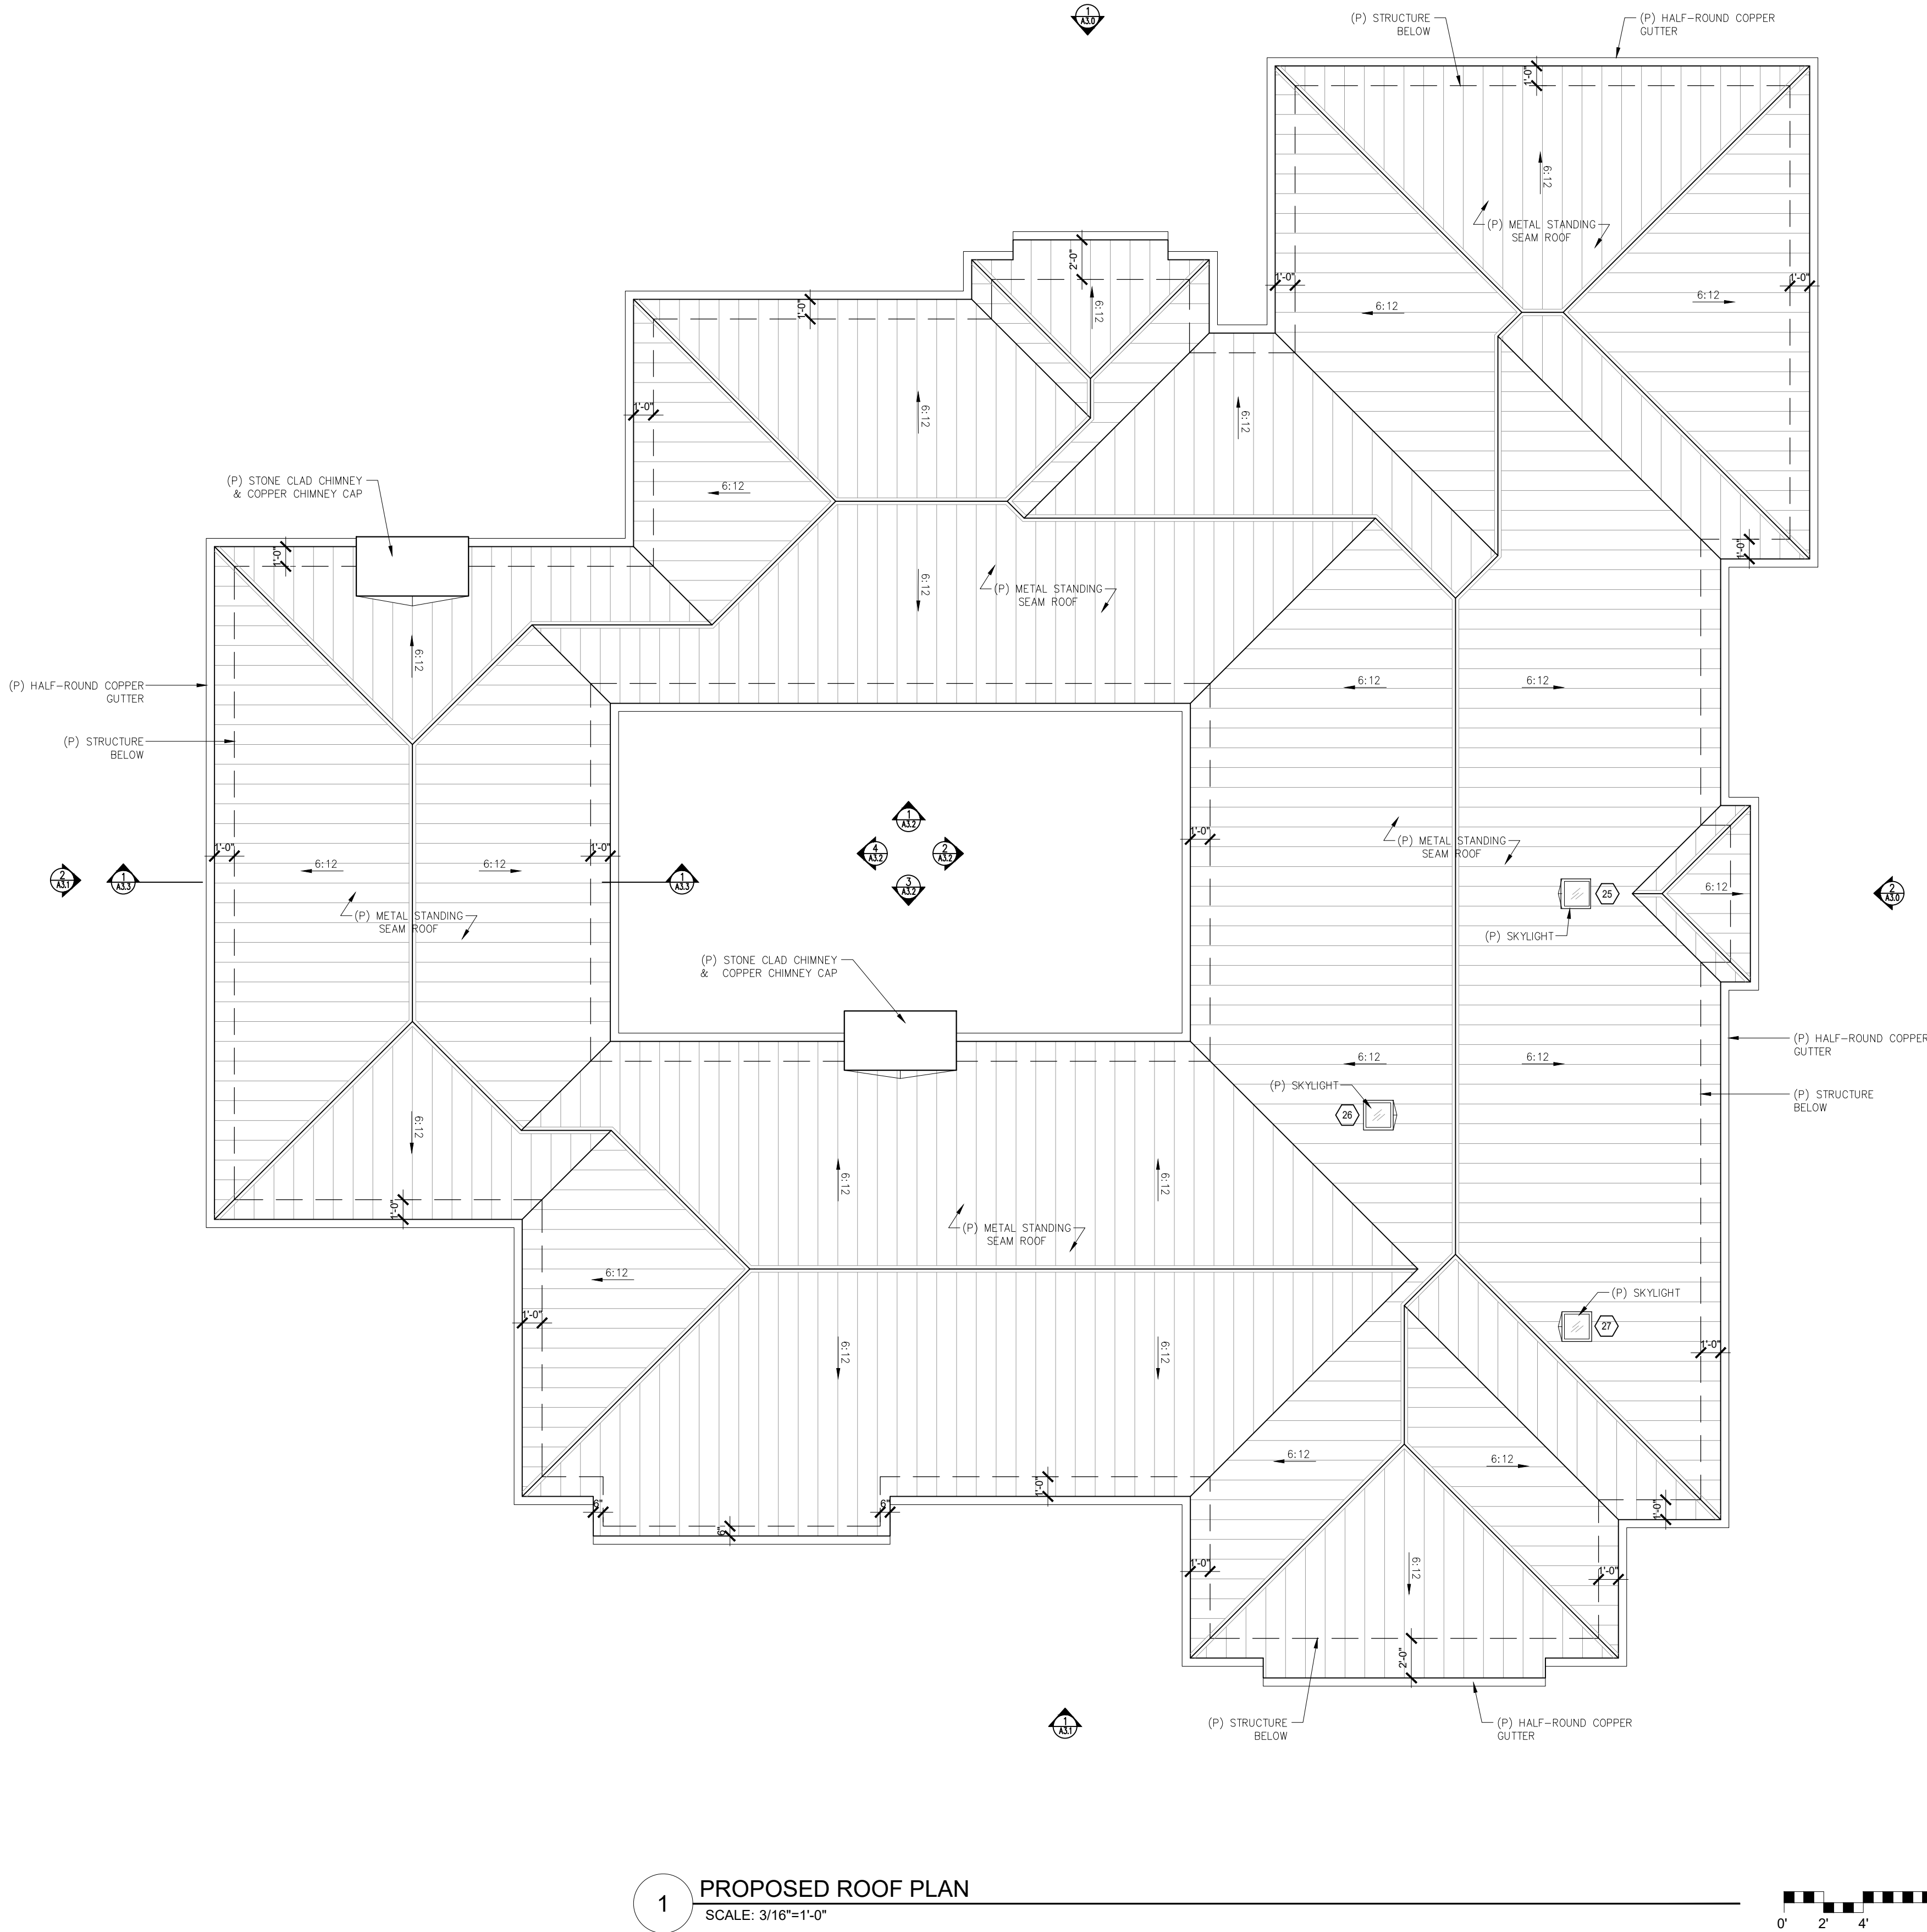 1
A3.0
(P) STRUCTURE
BELOW
(P) HALF-ROUND COPPER
GUTTER
1'-0"
6:12
(P) METAL STANDING
SEAM ROOF
2'-0"
1'-0"
1'-0"
6:12
6:12
6:12
1'-0"
1'-0"
6:12
6:12
6:12
(P) STONE CLAD CHIMNEY
& COPPER CHIMNEY CAP
1'-0"
1'-0"
6:12
(P) METAL STANDING
SEAM ROOF
6:12
(P) HALF-ROUND COPPER
GUTTER
6:12
6:12
(P) STRUCTURE
BELOW
1
A3.2
1'-0"
1'-0"
1'-0"
6:12
6:12
4
A3.2
2
A3.2
(P) METAL STANDING
SEAM ROOF
2
A3.1
1
A3.3
1
A3.3
3
A3.2
25
6:12
2
A3.0
(P) METAL STANDING
SEAM ROOF
(P) SKYLIGHT
(P) STONE CLAD CHIMNEY
& COPPER CHIMNEY CAP
(P) HALF-ROUND COPPER
GUTTER
6:12
6:12
(P) SKYLIGHT
26
(P) STRUCTURE
BELOW
6:12
6:12
6:12
1'-0"
(P) METAL STANDING
SEAM ROOF
6:12
(P) SKYLIGHT
27
1'-0"
6:12
6:12
1'-0"
6:12
6:12
1'-0"
6"
6"
6"
1'-0"
1'-0"
6:12
1'-0"
2'-0"
(P) STRUCTURE
BELOW
(P) HALF-ROUND COPPER
GUTTER
1
A3.1
1
PROPOSED ROOF PLAN
SCALE: 3/16"=1'-0"
0' 2' 4'